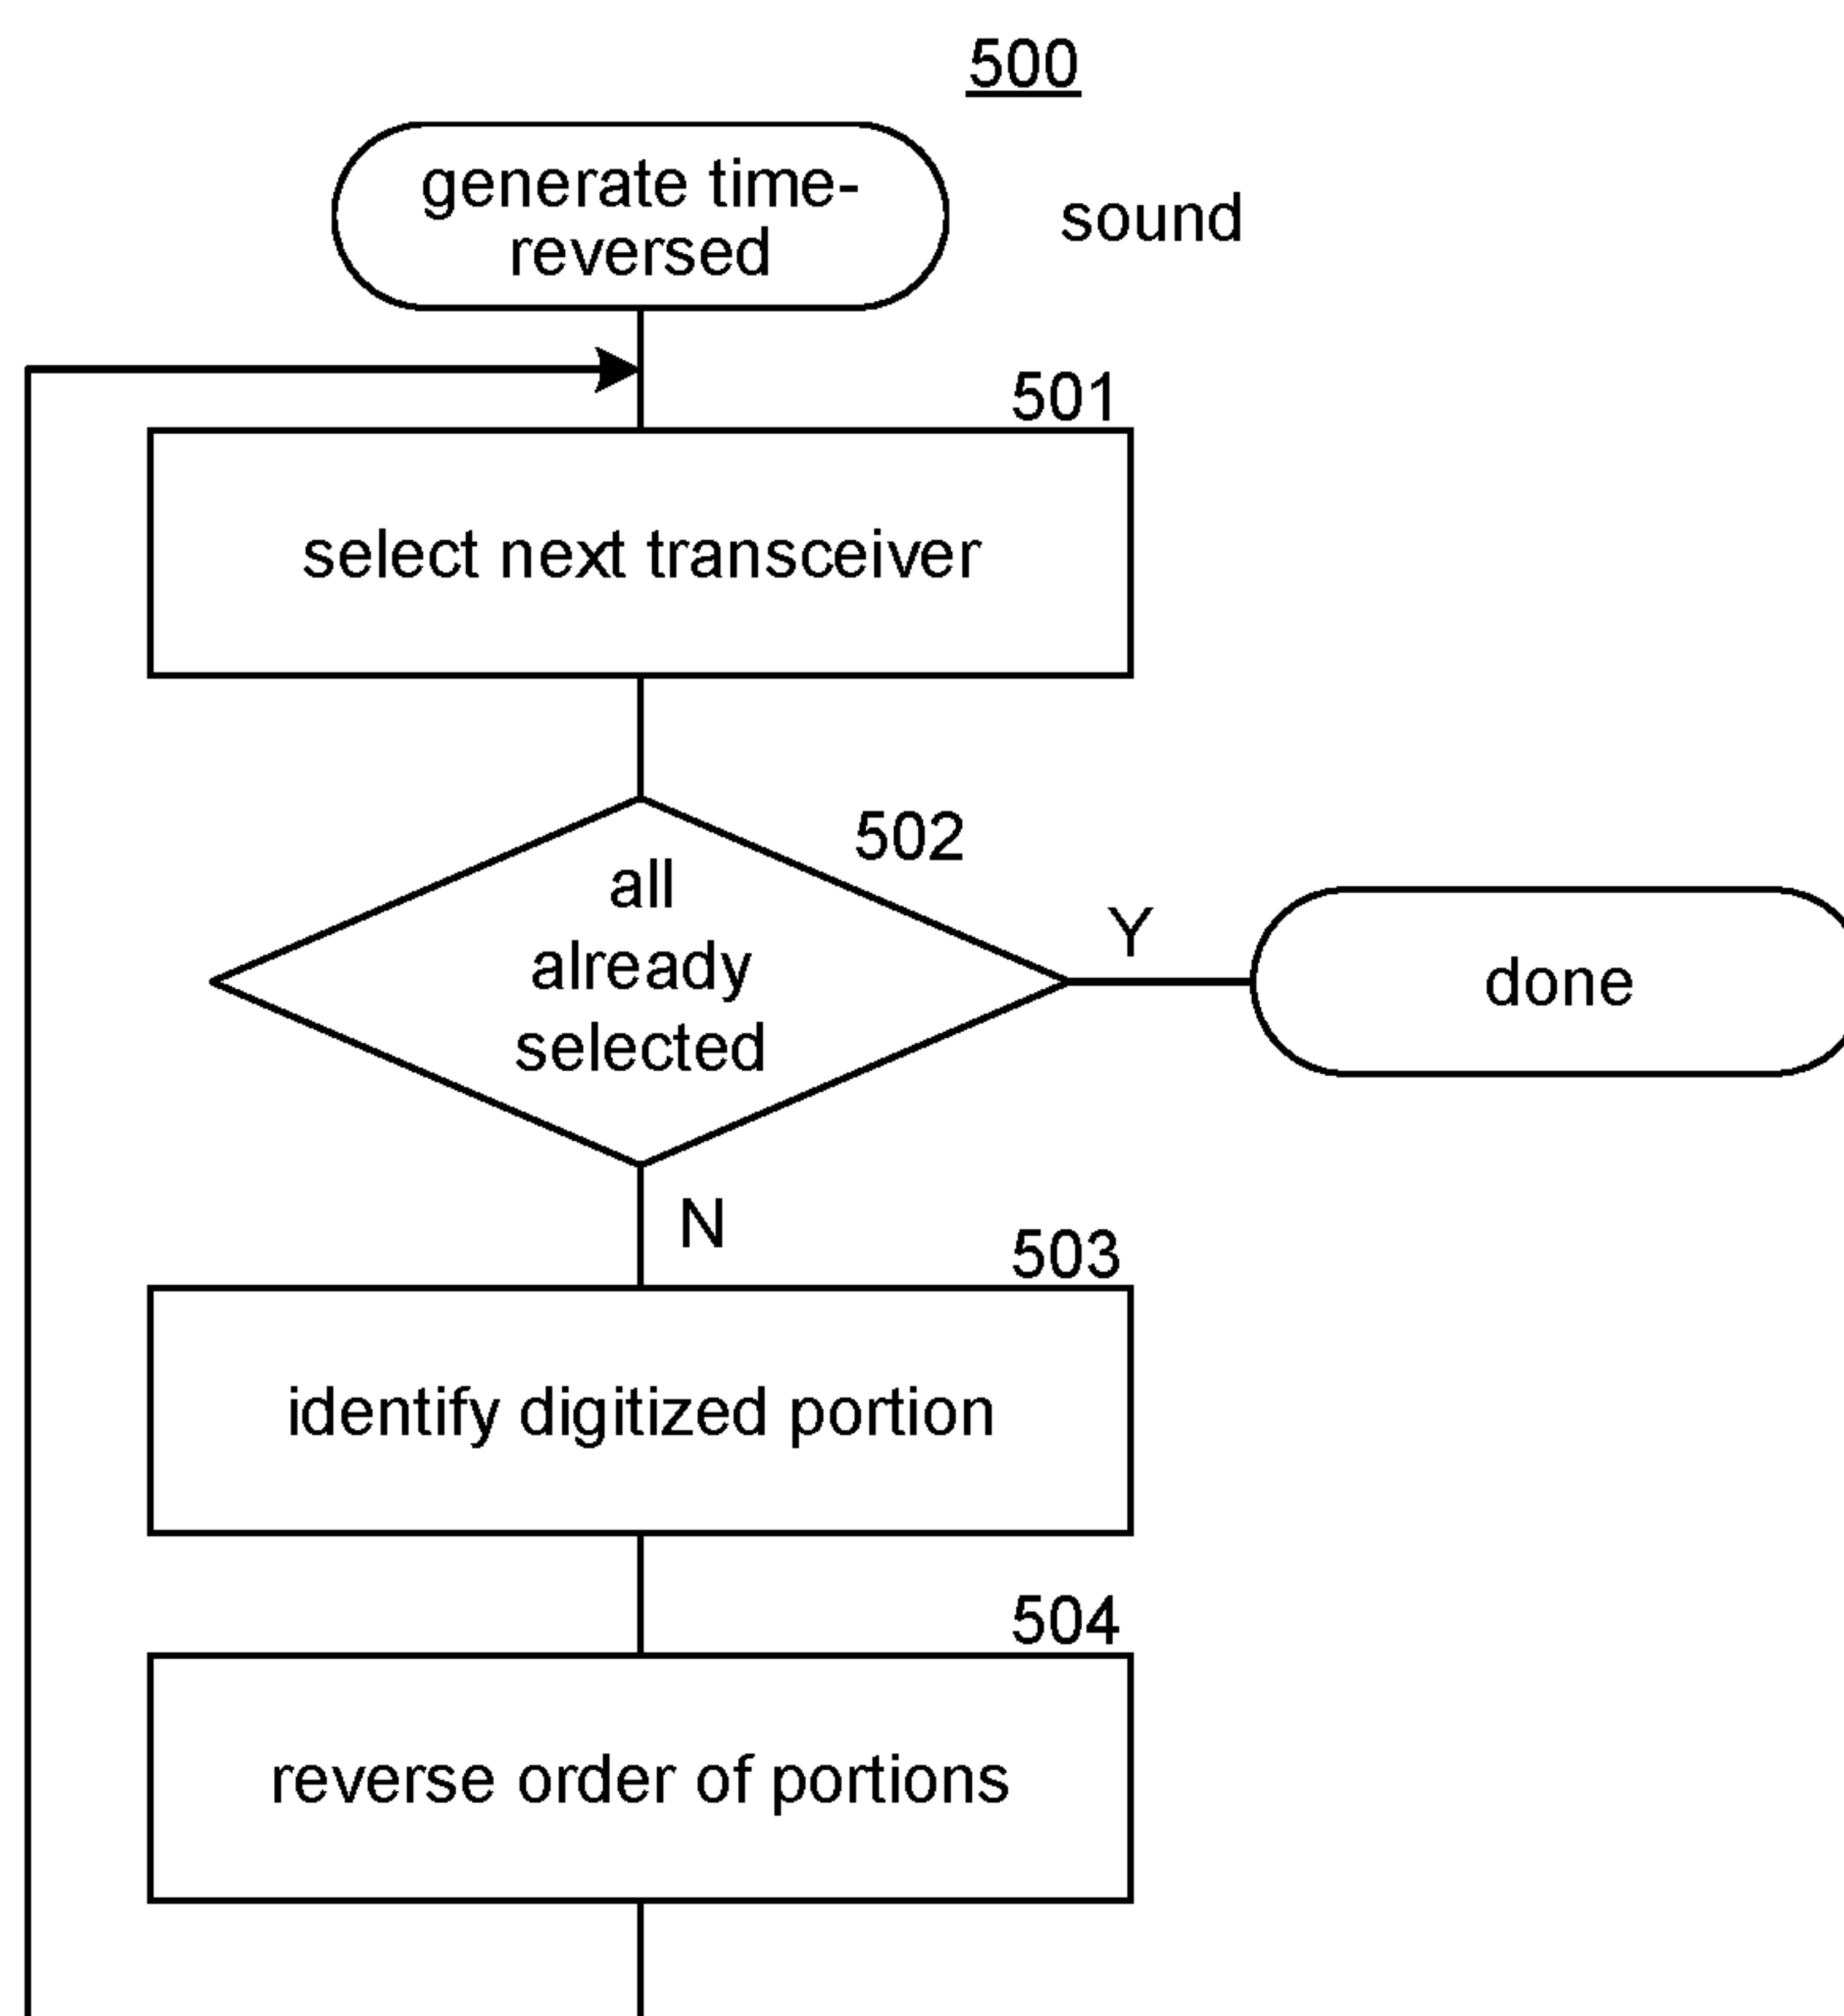 500
generate time-
reversed
sound
501
select next transceiver
502
all
already
selected
Y
done
N
503
identify digitized portion
504
reverse order of portions